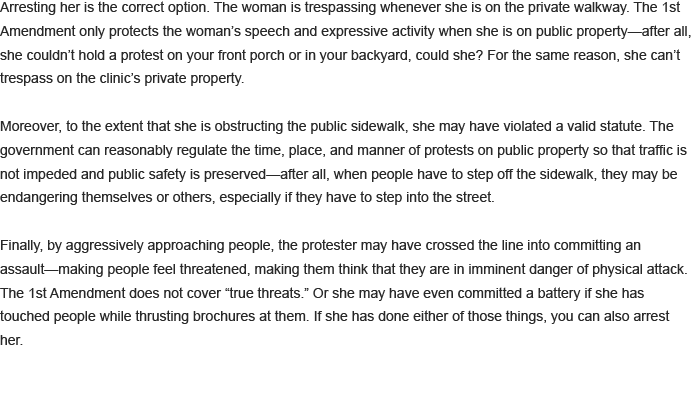 Arresting her is the correct option. The woman is trespassing whenever she is on the private walkway. The 1st
Amendment only protects the woman’s speech and expressive activity when she is on public property—after all,
she couldn’t hold a protest on your front porch or in your backyard, could she? For the same reason, she can’t
trespass on the clinic’s private property.
Moreover, to the extent that she is obstructing the public sidewalk, she may have violated a valid statute. The
government can reasonably regulate the time, place, and manner of protests on public property so that traffic is
not impeded and public safety is preserved—after all, when people have to step off the sidewalk, they may be
endangering themselves or others, especially if they have to step into the street.
Finally, by aggressively approaching people, the protester may have crossed the line into committing an
assault—making people feel threatened, making them think that they are in imminent danger of physical attack.
The 1st Amendment does not cover “true threats.” Or she may have even committed a battery if she has
touched people while thrusting brochures at them. If she has done either of those things, you can also arrest
her.